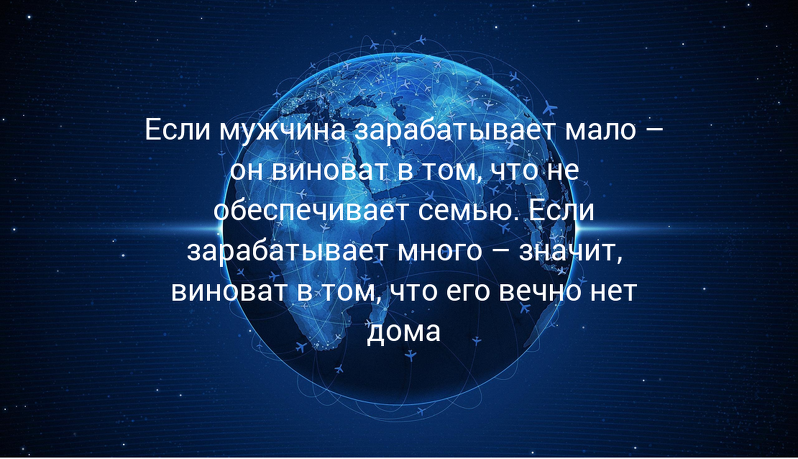 Если мужчина зарабатывает мало –
он виноват в том, что не
обеспечивает семью. Если
зарабатывает много – значит,
виноват в том, что его вечно нет
дома